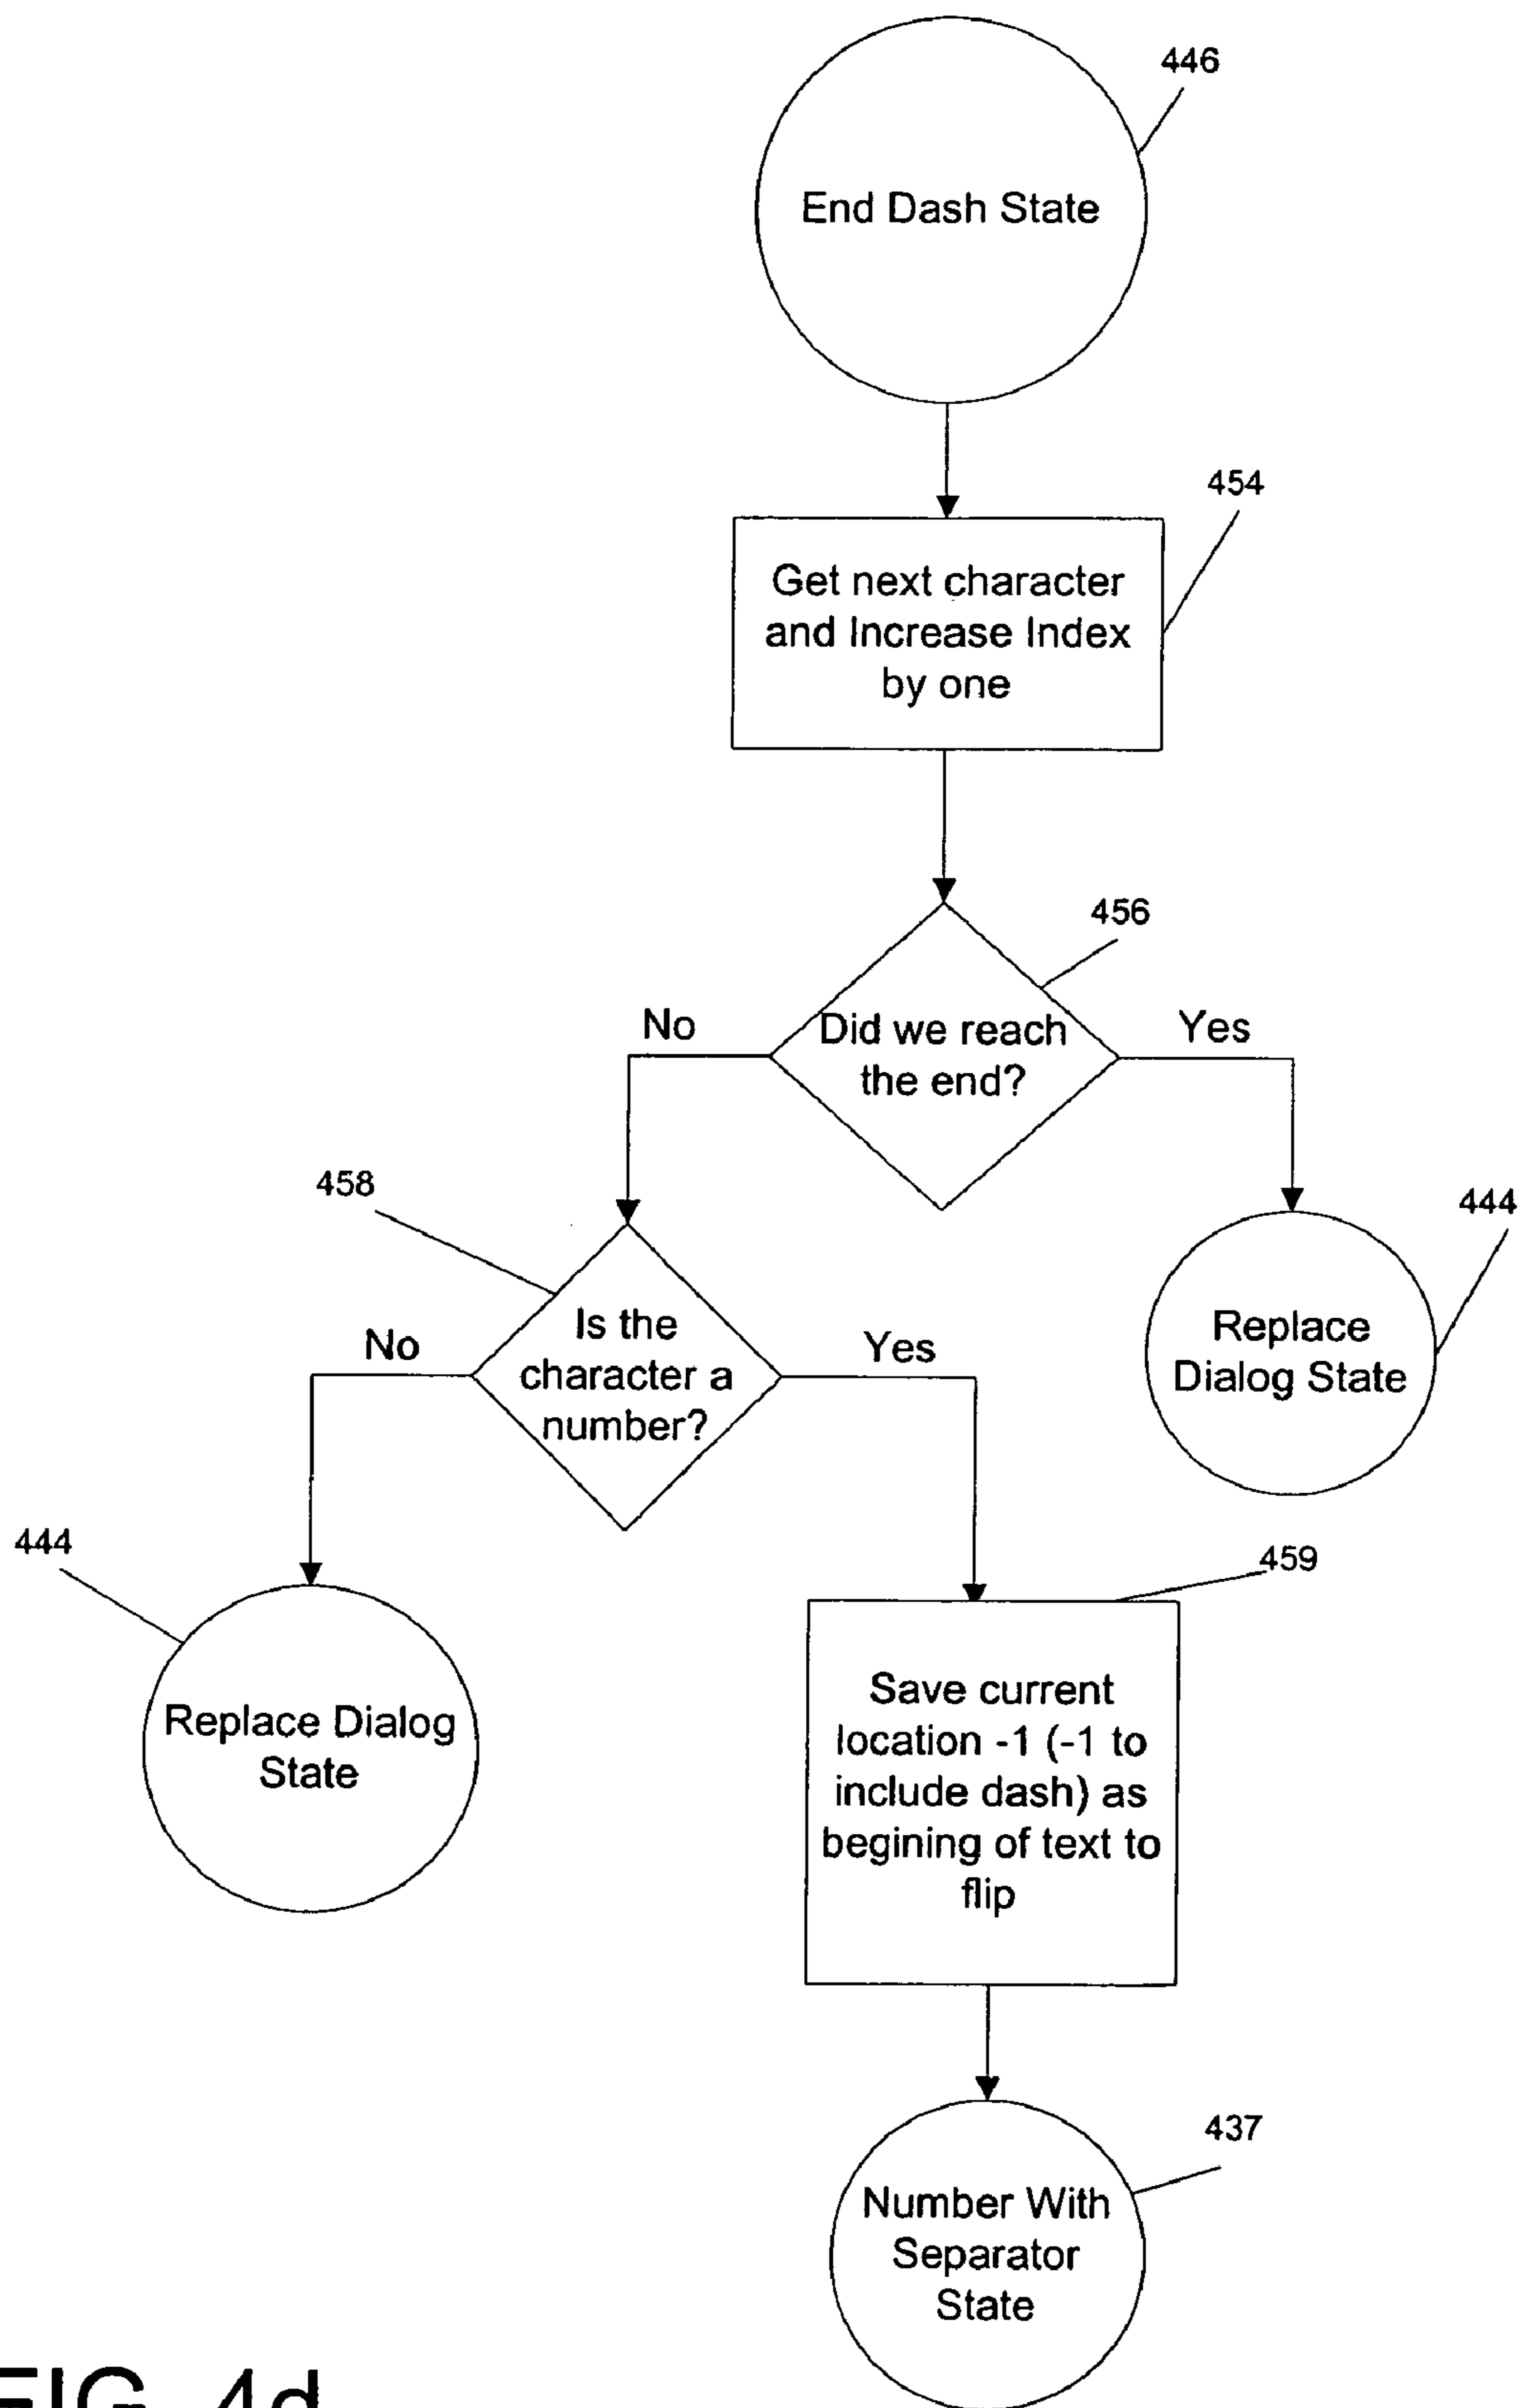 446
End Dash State
454
Get next character
and Increase Index
by one
456
No
Did we reach
the end?
Yes
458
444
No
Is the
character a
number?
Yes
Replace
Dialog State
444
459
Replace Dialog
State
Save current
location -1 (-1 to
include dash) as
begining of text to
flip
437
Number With
Separator
State
FIG. 4d